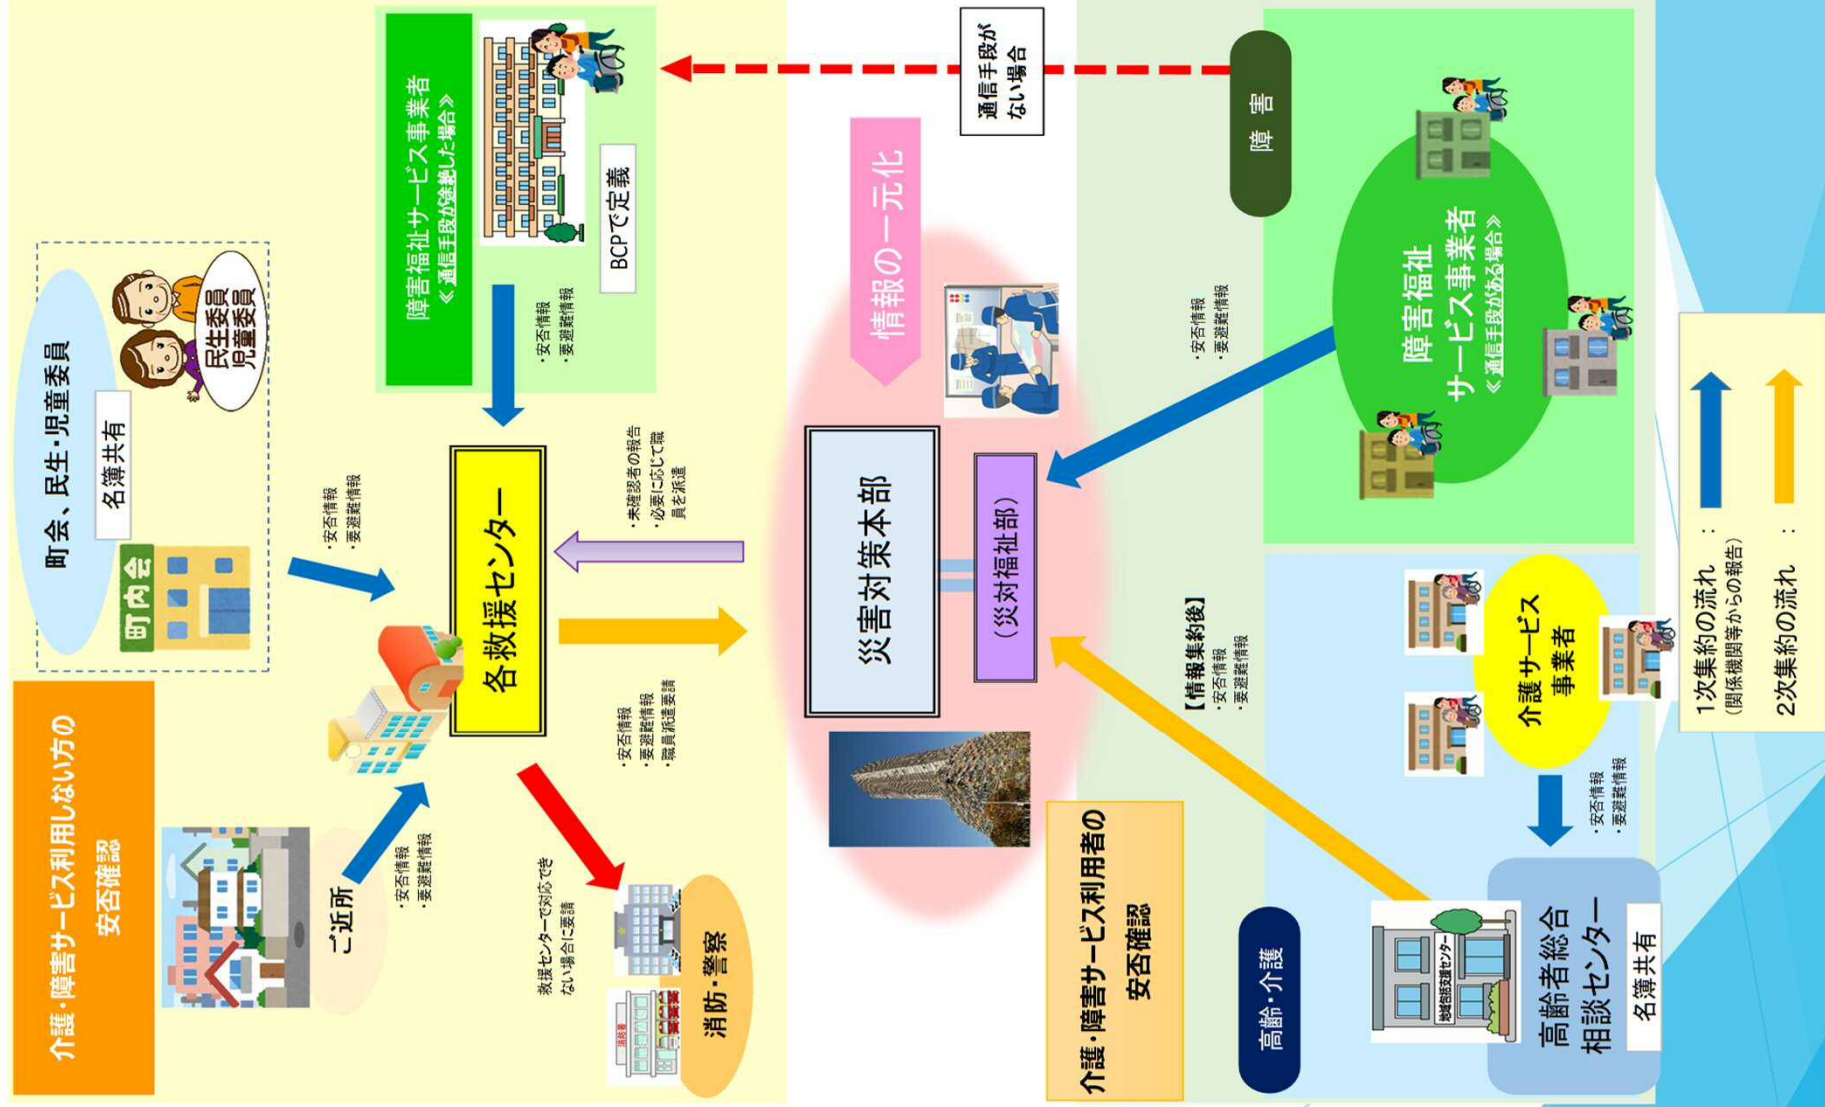 介護・障害サービス利用しない方の
安否確認
町会、民生・児童委員
名簿共有
町内会
民生委員
児童委員
・安否情報
・要避難情報
障害福祉サービス事業者
≪通信手段が途絶した場合≫
BCPで定義
・安否情報
・要避難情報
ご近所
・安否情報
・要避難情報
各救援センター
救援センターで対応でき
ない場合に要請
消防署
消防・警察
・安否情報
・要避難情報
・職員派遣要請
・未確認者の報告
・必要に応じて職
員を派遣
情報の一元化
通信手段が
ない場合
災害対策本部
（災対福祉部）
介護・障害サービス利用者の
安否確認
【情報集約後】
・安否情報
・要避難情報
・安否情報
・要避難情報
高齢・介護
障 害
地域包括支援センター
高齢者総合
相談センター
名簿共有
介護サービス
事業者
・安否情報
・要避難情報
障害福祉
サービス事業者
≪通信手段がある場合≫
1次集約の流れ ：
（関係機関等からの報告）
2次集約の流れ ：